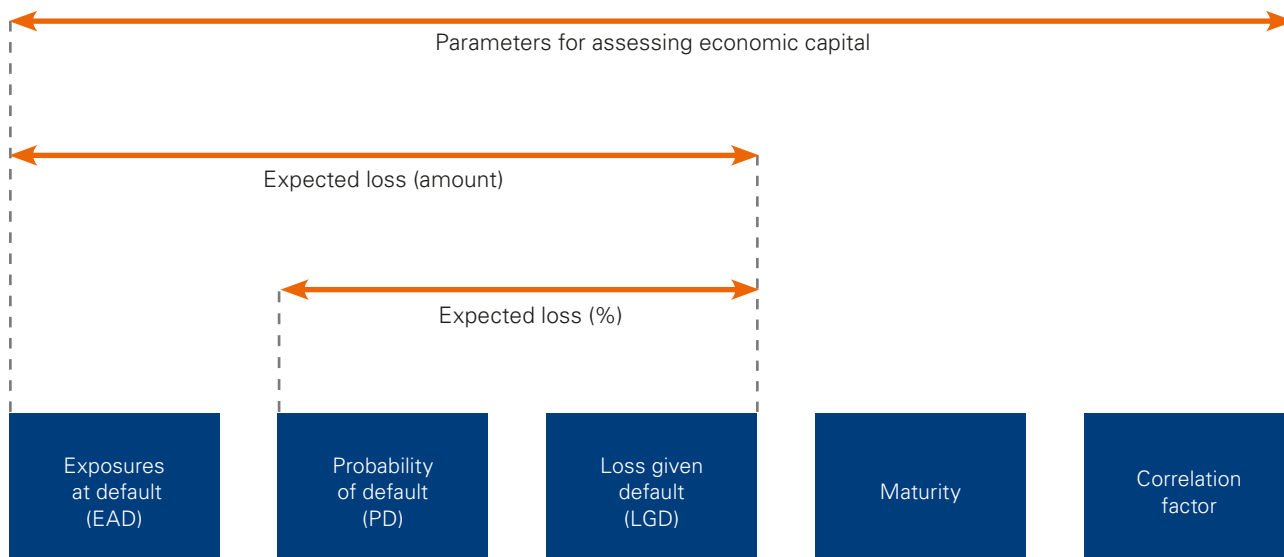 Parameters for assessing economic capital
Expected loss (amount)
Expected loss (%)
Exposures
at default
(EAD)
Probability
of default
(PD)
Loss given
default
(LGD)
Maturity
Correlation
factor